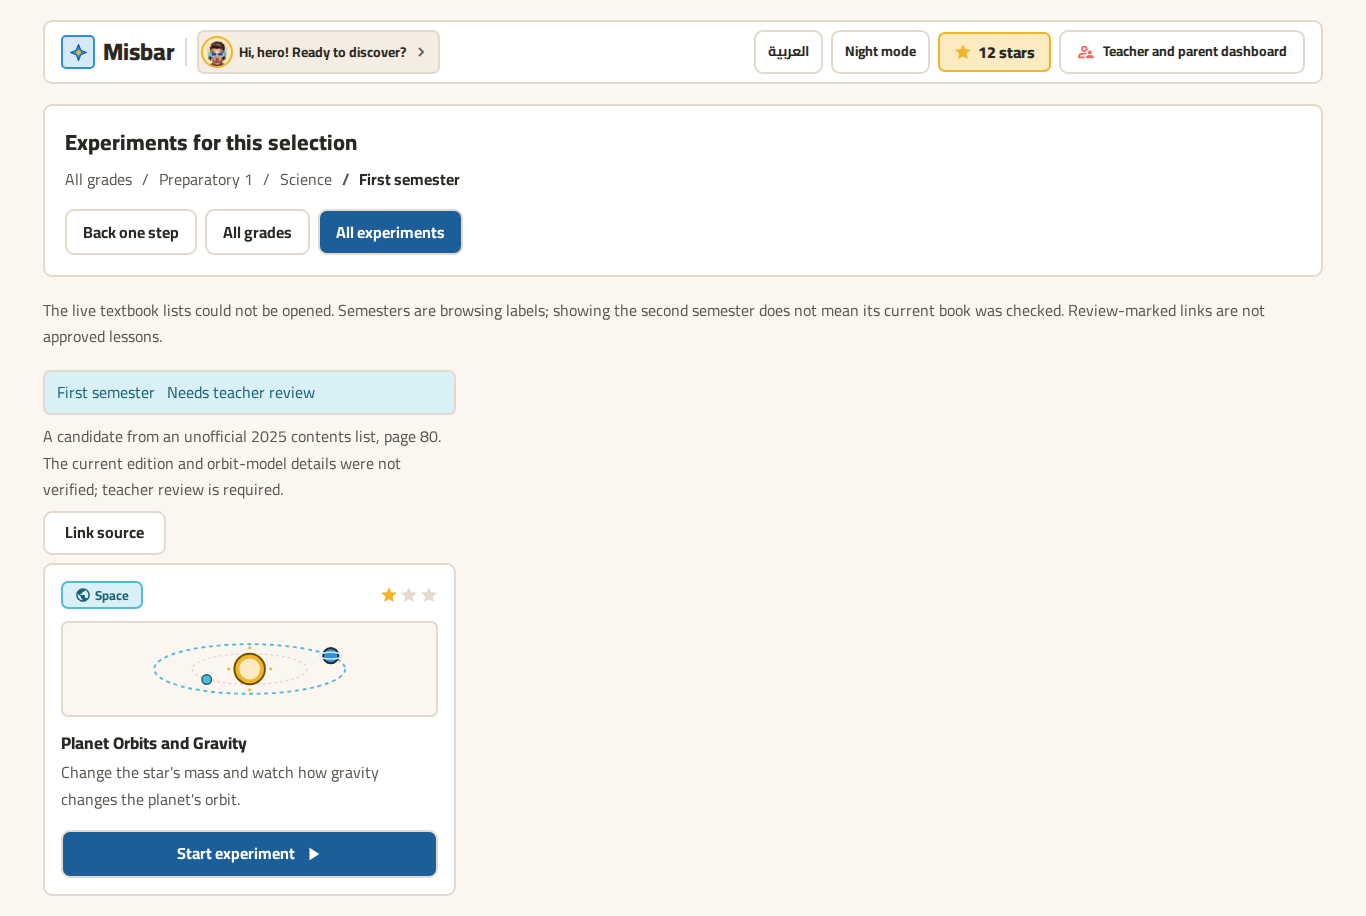 Misbar
Hi, hero! Ready to discover?
العربية
Night mode
12 stars
Teacher and parent dashboard
Experiments for this selection
All grades / Preparatory 1 / Science / First semester
Back one step
All grades
All experiments
The live textbook lists could not be opened. Semesters are browsing labels; showing the second semester does not mean its current book was checked. Review-marked links are not
approved lessons.
First semester Needs teacher review
A candidate from an unofficial 2025 contents list, page 80.
The current edition and orbit-model details were not
verified; teacher review is required.
Link source
Space
Planet Orbits and Gravity
Change the star's mass and watch how gravity
changes the planet's orbit.
Start experiment